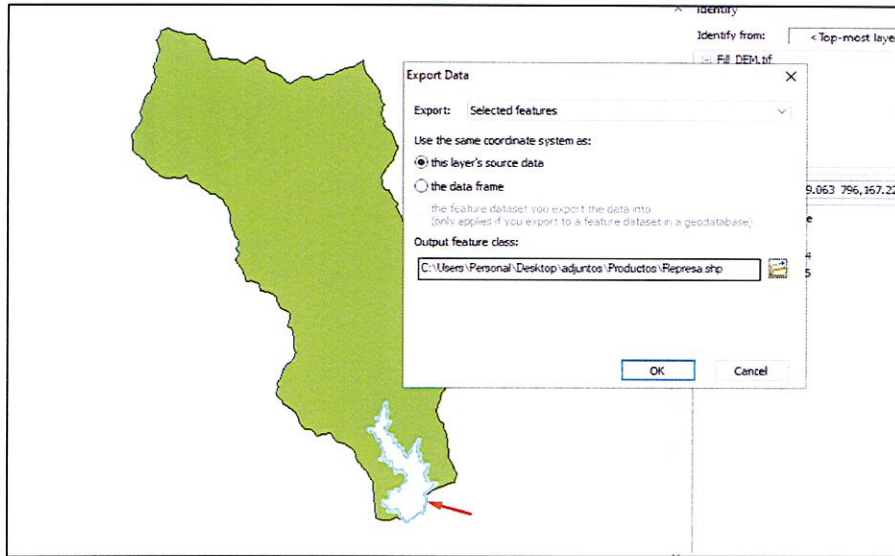 Identify
Identify from:
<Top-most laye
Fill_DEM.tif
Export Data
Export:
Selected features
Use the same coordinate system as:
this layer's source data
the data frame
the feature dataset you export the data into
(only applies if you export to a feature dataset in a geodatabase)
9.063 796,167.22
e
4
5
Output feature class:
C:\Users\Personal\Desktop\adjuntos\Productos\Represa.shp
OK
Cancel